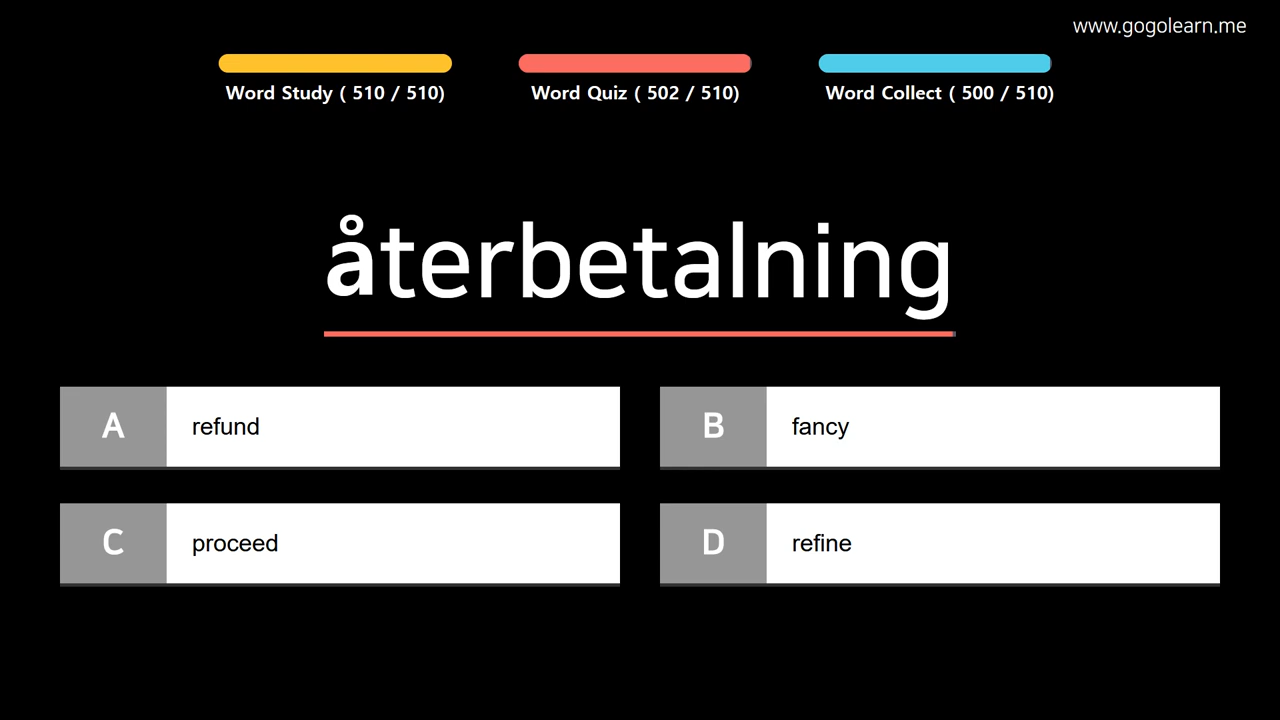 www.gogolearn.me
Word Study ( 510 / 510)
Word Quiz ( 502 / 510)
Word Collect ( 500 / 510)
återbetalning
A refund
B fancy
C proceed
D refine